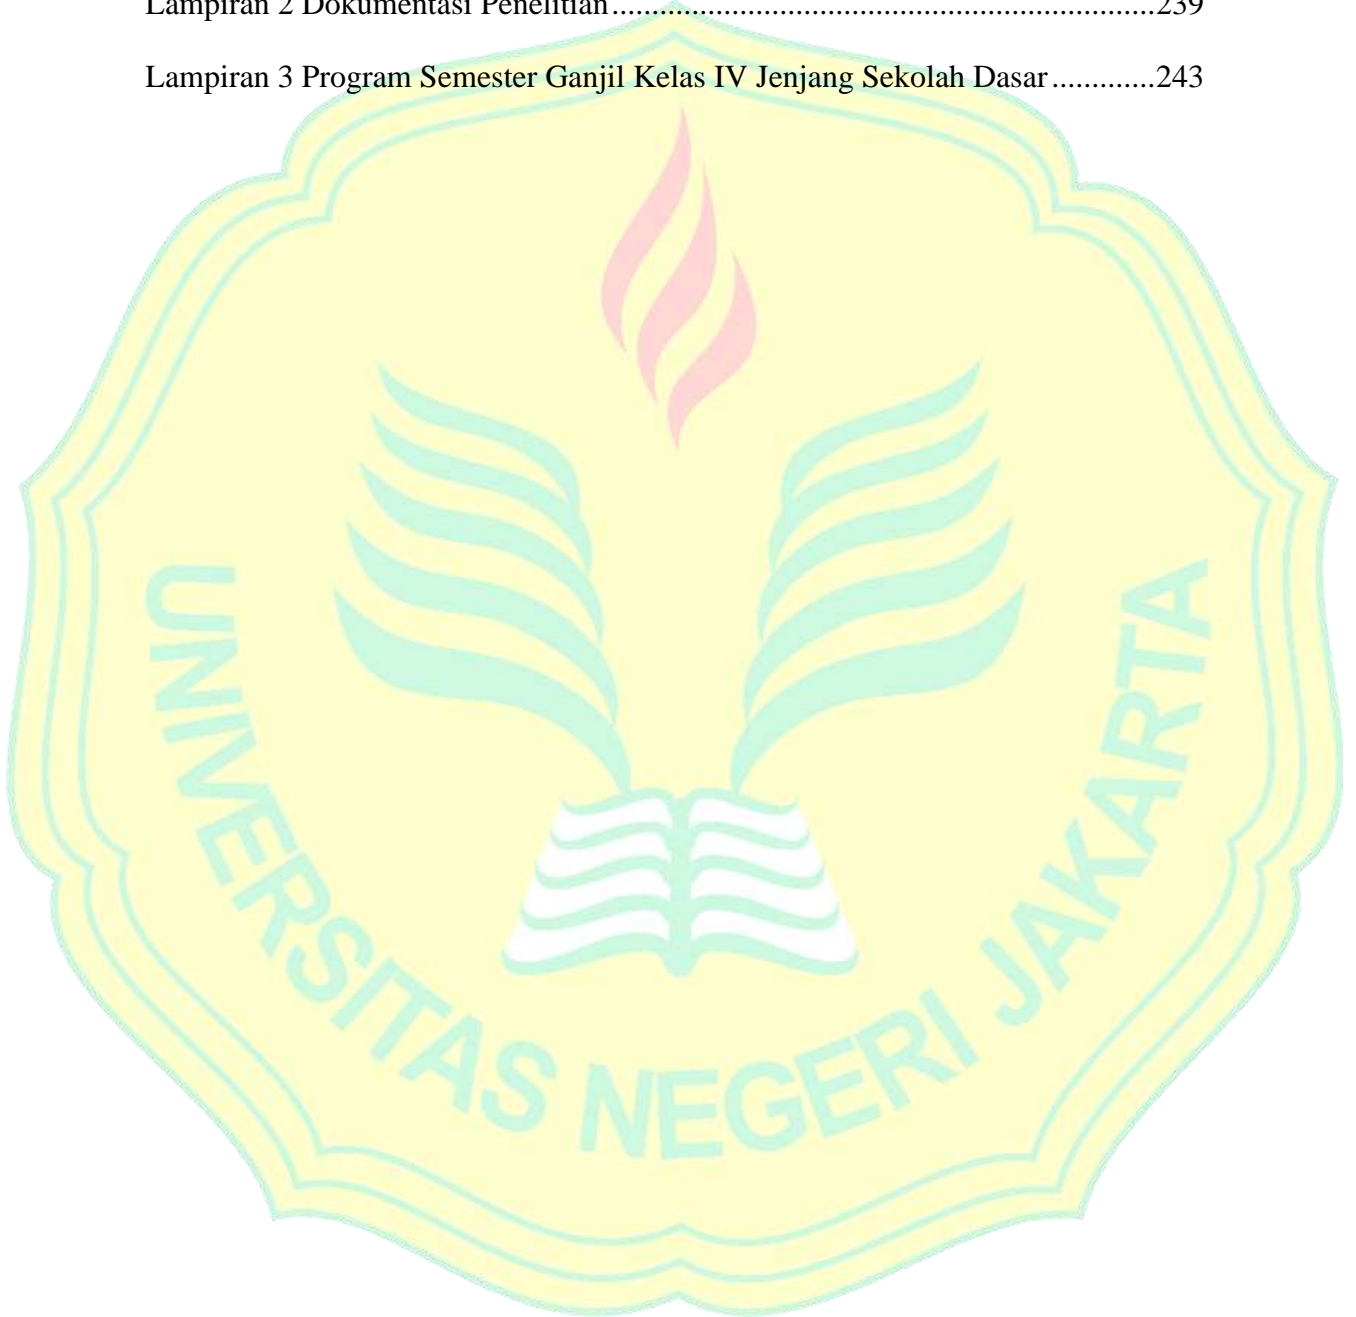 Lampiran 2 Dokumentasi Penelitian......................................................................239
Lampiran 3 Program Semester Ganjil Kelas IV Jenjang Sekolah Dasar.............243
UNIVERSITAS NEGERI JAKARTA